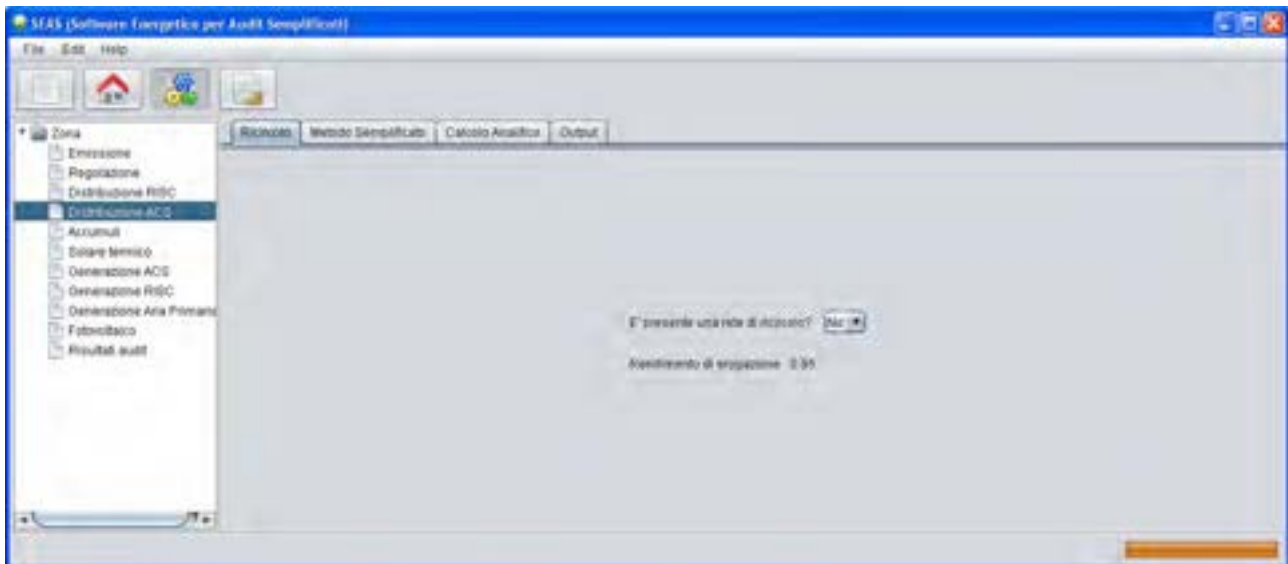 SEAS (Software Energetico per Audit Semplificati)
File Edit Help
Zona
Emissione
Regolazione
Distribuzione RISC
Distribuzione ACS
Accumuli
Solare termico
Generazione ACS
Generazione RISC
Generazione Aria Primaria
Fotovoltaico
Risultati audit
Ricircolo Metodo Semplificato Calcolo Analitico Output
E' presente una rete di ricircolo? No
Rendimento di erogazione 0.95